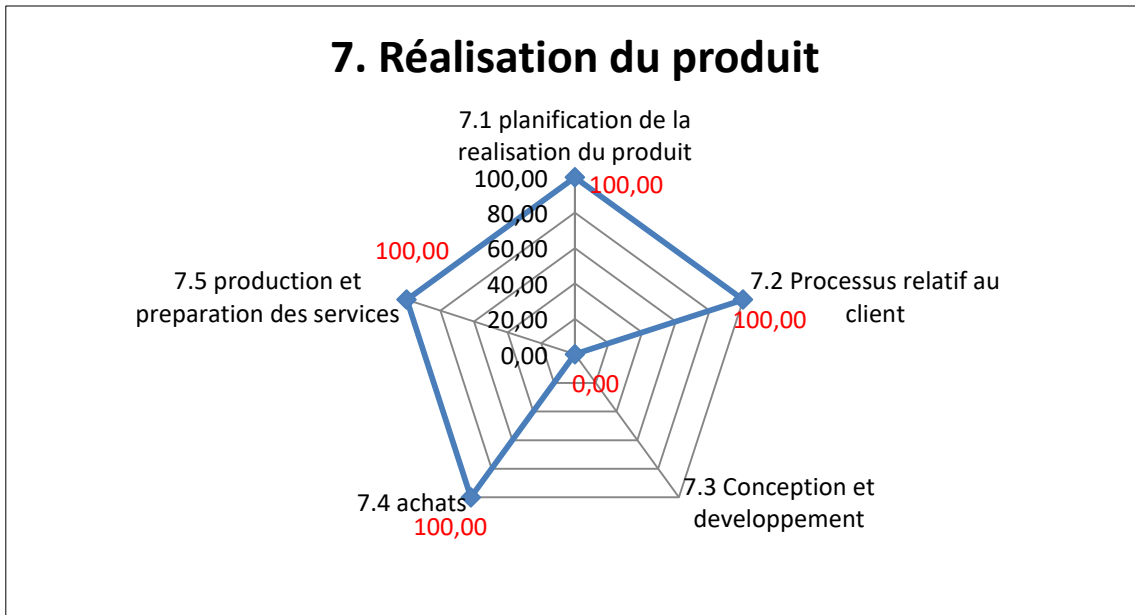 7. Réalisation du produit
7.1 planification de la
realisation du produit
100,00
100,00
80,00
60,00
40,00
20,00
0,00
7.2 Processus relatif au
client
100,00
0,00
7.3 Conception et
developpement
7.4 achats
100,00
100,00
7.5 production et
preparation des services